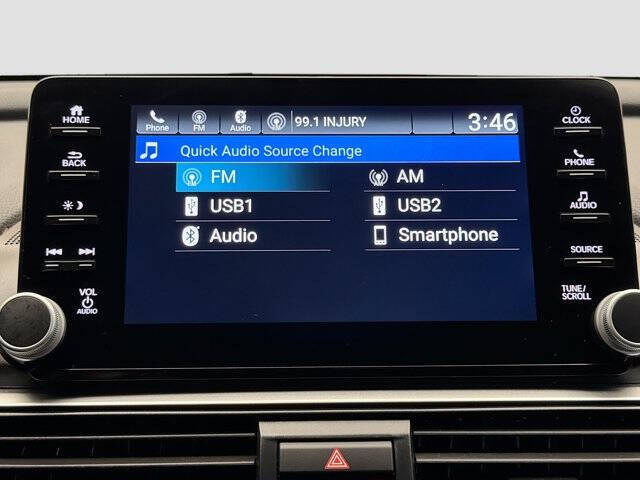 HOME
BACK
VOL
AUDIO
Phone FM Audio 99.1 INJURY 3:46
Quick Audio Source Change
FM AM
USB1 USB2
Audio Smartphone
CLOCK
PHONE
AUDIO
SOURCE
TUNE/
SCROLL